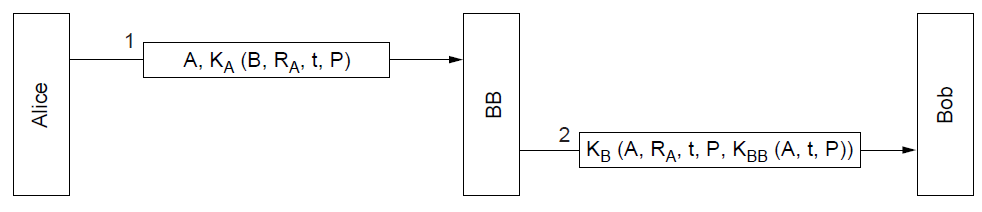 Alice
1
A, K_A (B, R_A, t, P)
BB
2
K_B (A, R_A, t, P, K_BB (A, t, P))
Bob